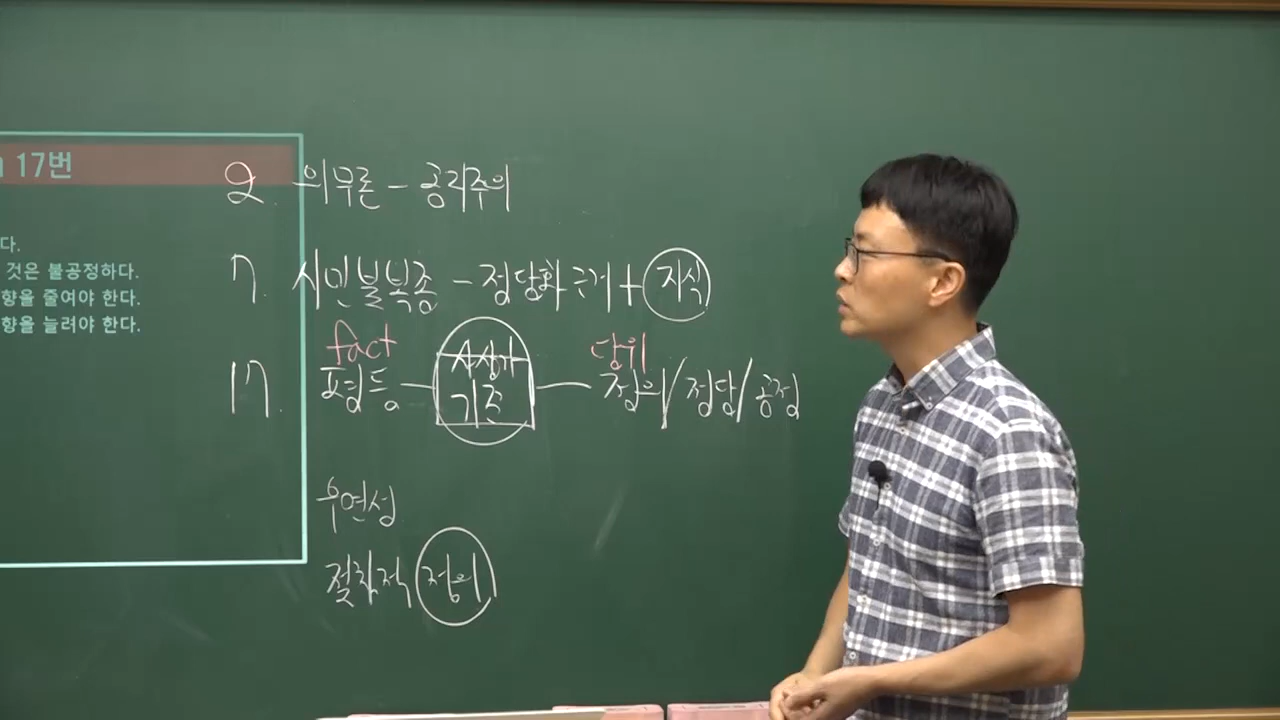 17번
다.
것은 불공정하다.
향을 줄여야 한다.
향을 늘려야 한다.
2. 의무론 - 공리주의
7. 시민불복종 - 정당화 근거 + 지식
fact 당위
17. 평등 - 사상가 기준 - 정의/정당/공정
우연성
절차적 정의